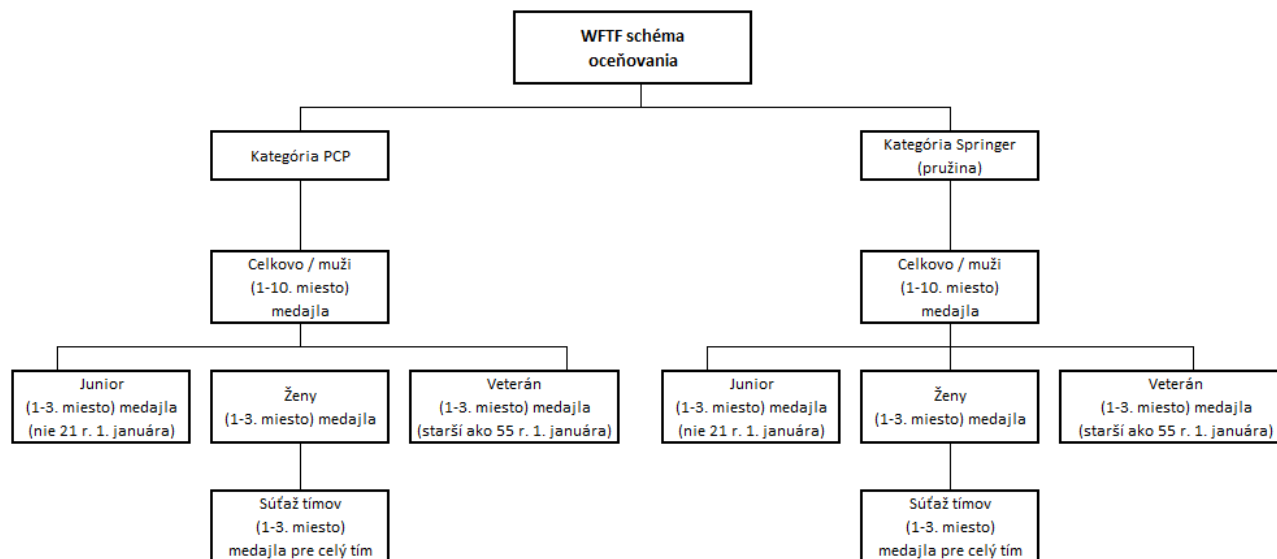 WFTF schéma
oceňovania
Kategória PCP
Kategória Springer
(pružina)
Celkovo / muži
(1-10. miesto)
medajla
Celkovo / muži
(1-10. miesto)
medajla
Junior
(1-3. miesto) medajla
(nie 21 r. 1. januára)
Ženy
(1-3. miesto) medajla
Veterán
(1-3. miesto) medajla
(starší ako 55 r. 1. januára)
Junior
(1-3. miesto) medajla
(nie 21 r. 1. januára)
Ženy
(1-3. miesto) medajla
Veterán
(1-3. miesto) medajla
(starší ako 55 r. 1. januára)
Súťaž tímov
(1-3. miesto)
medajla pre celý tím
Súťaž tímov
(1-3. miesto)
medajla pre celý tím